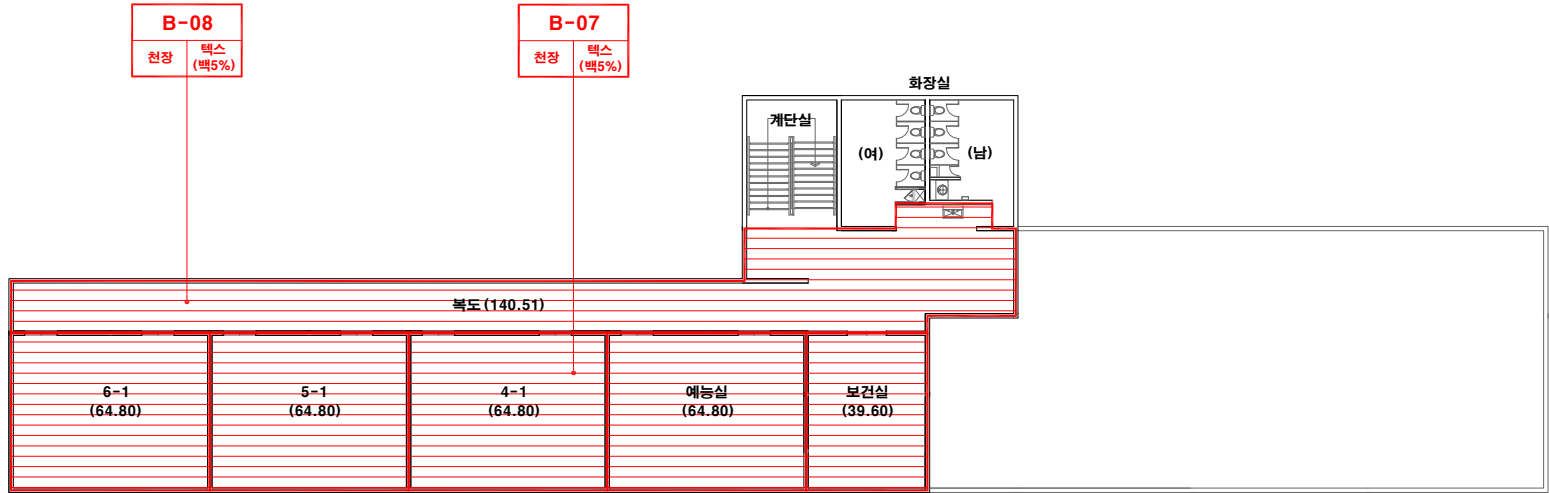 B-08
천장
텍스
(백5%)
B-07
천장
텍스
(백5%)
화장실
계단실
(여)
(남)
복도(140.51)
6-1
(64.80)
5-1
(64.80)
4-1
(64.80)
예능실
(64.80)
보건실
(39.60)